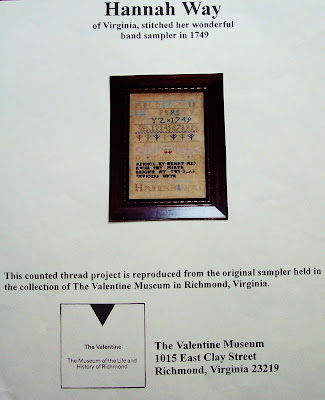 Hannah Way
of Virginia, stitched her wonderful
band sampler in 1749
This counted thread project is reproduced from the original sampler held in
the collection of The Valentine Museum in Richmond, Virginia.
The Valentine
The Museum of the Life and
History of Richmond
The Valentine Museum
1015 East Clay Street
Richmond, Virginia 23219